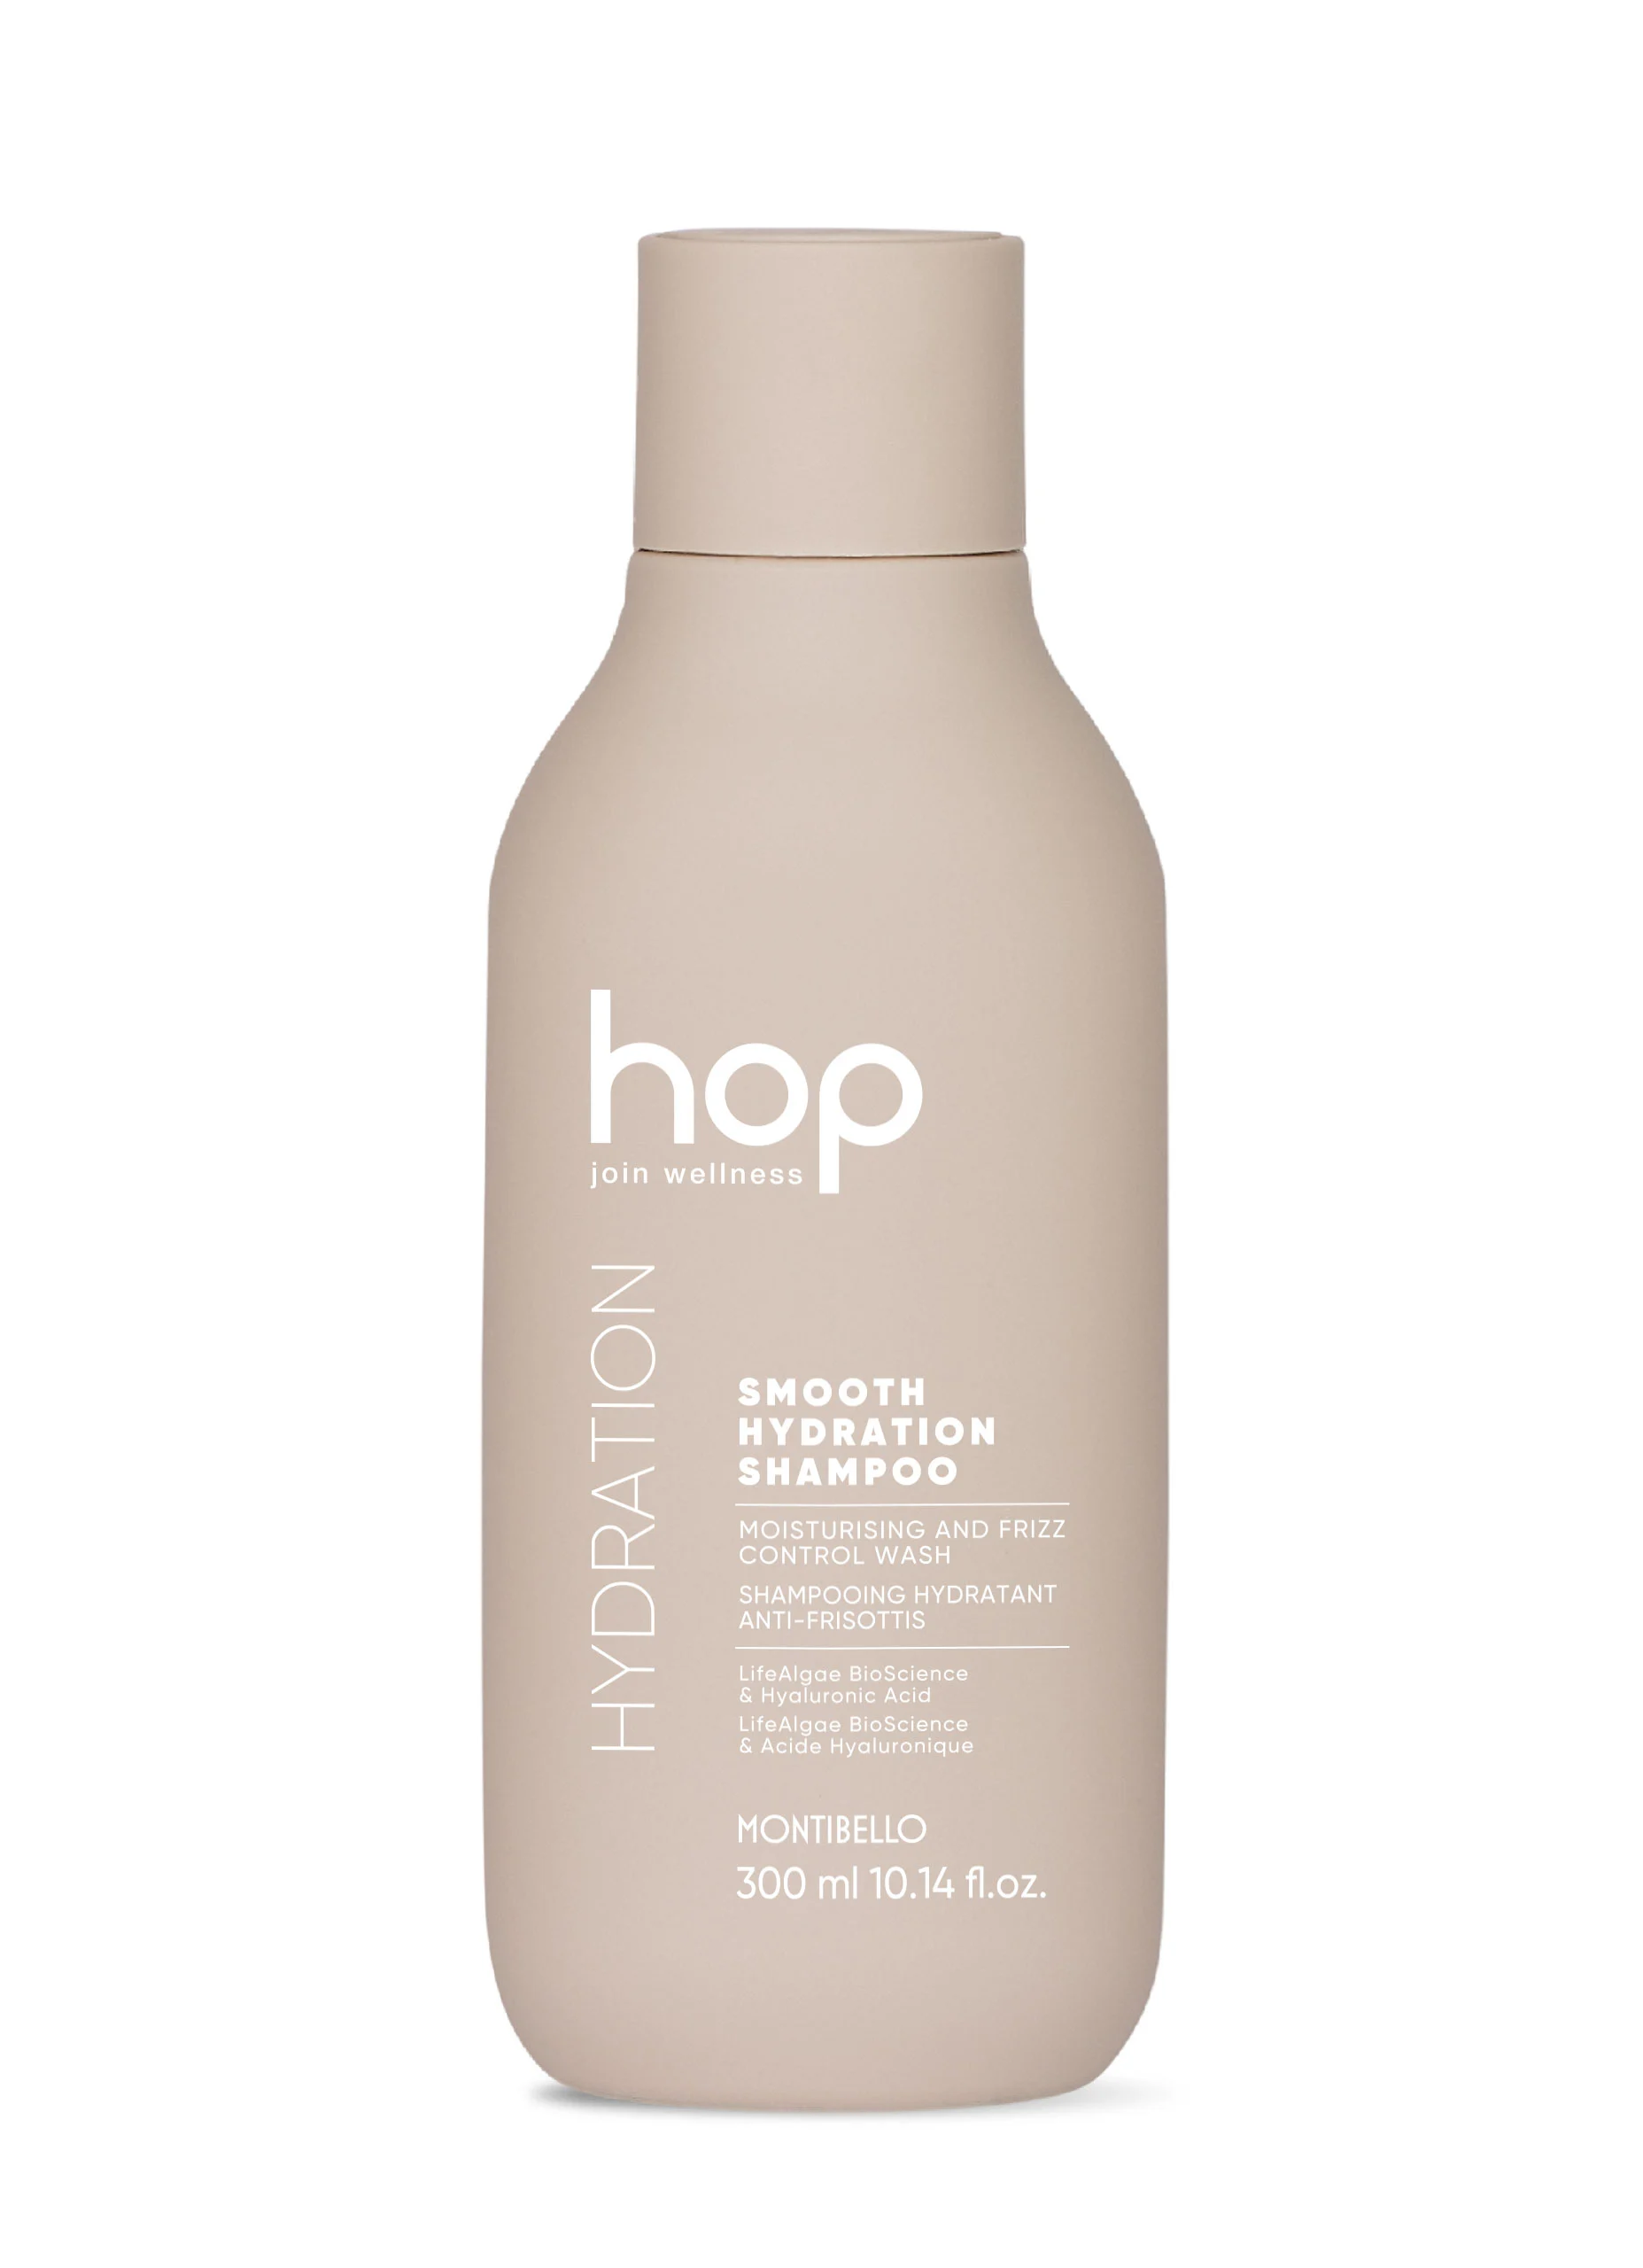 hop
join wellness
HYDRATION
SMOOTH
HYDRATION
SHAMPOO
MOISTURISING AND FRIZZ
CONTROL WASH
SHAMPOOING HYDRATANT
ANTI-FRISOTTIS
LifeAlgae BioScience
& Hyaluronic Acid
LifeAlgae BioScience
& Acide Hyaluronique
MONTIBELLO
300 ml 10.14 fl.oz.